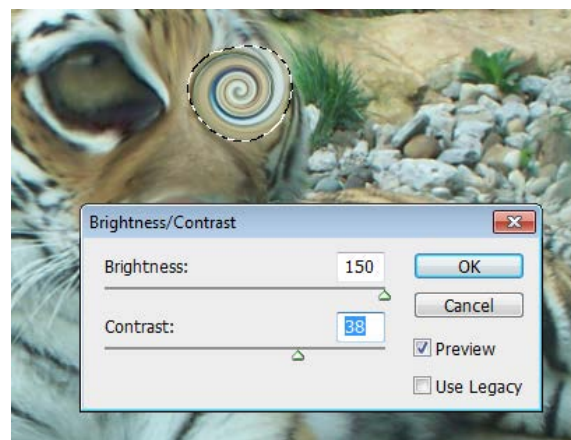 Brightness/Contrast
Brightness: 150
OK
Cancel
Contrast: 38
Preview
Use Legacy